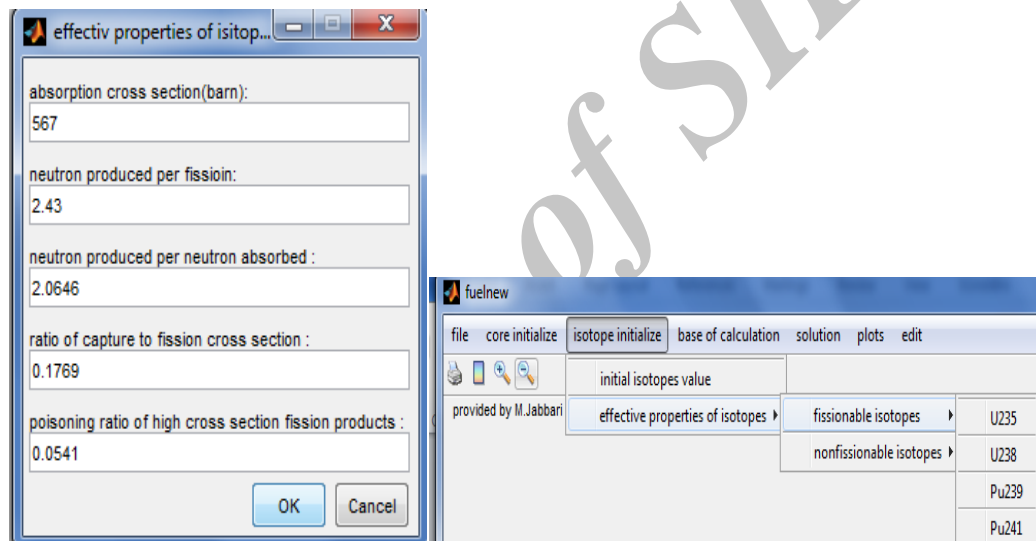 effectiv properties of isitop...
absorption cross section(barn):
567
neutron produced per fissioin:
2.43
neutron produced per neutron absorbed :
2.0646
ratio of capture to fission cross section :
0.1769
poisoning ratio of high cross section fission products :
0.0541
OK Cancel
of SI
fuelnew
file core initialize isotope initialize base of calculation solution plots edit
initial isotopes value
provided by M.Jabbari
effective properties of isotopes
fissionable isotopes
nonfissionable isotopes
U235
U238
Pu239
Pu241